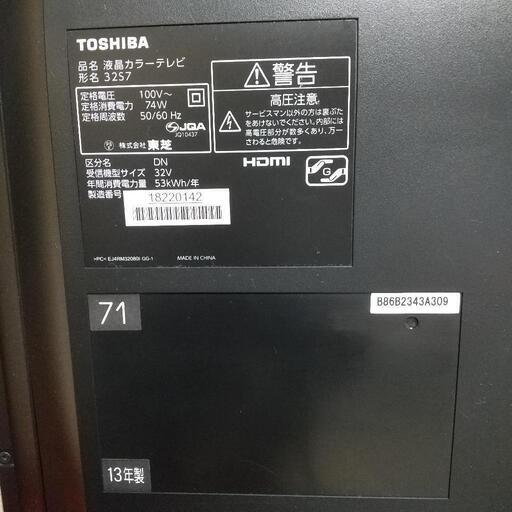 TOSHIBA
品名 液晶カラーテレビ
形名 32S7
定格電圧 100V～
定格消費電力 74W
定格周波数 50/60 Hz
JQA
JQ10437
株式会社 東芝
区分名 DN
受信機型サイズ 32V
年間消費電力量 53kWh/年
製造番号
18220142
>PC< EJ4RM32080I GG-1 MADE IN CHINA
警告
高圧注意
サービスマン以外の方は裏ぶたをあけないでください。内部には高電圧部分が数多くあり、万一さわると危険です。
HDMI
G
71
B86B2343A309
13年製